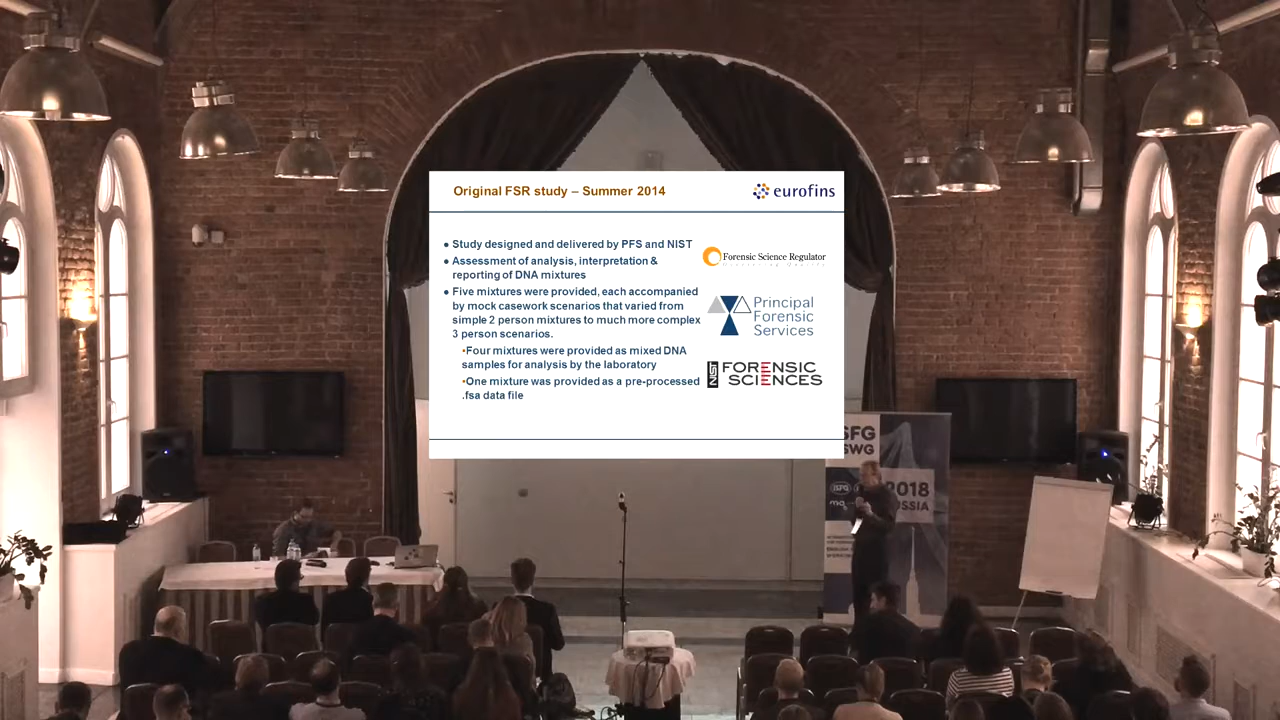 Original FSR study – Summer 2014
eurofins
● Study designed and delivered by PFS and NIST
● Assessment of analysis, interpretation &
reporting of DNA mixtures
● Five mixtures were provided, each accompanied
by mock casework scenarios that varied from
simple 2 person mixtures to much more complex
3 person scenarios.
•Four mixtures were provided as mixed DNA
samples for analysis by the laboratory
•One mixture was provided as a pre-processed
.fsa data file
Forensic Science Regulator
Principal
Forensic
Services
NIST
FORENSIC
SCIENCES
SFG
SWG
ISFG
2018